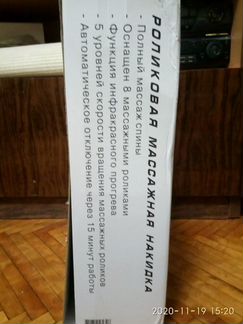 РОЛИКОВАЯ МАССАЖНАЯ НАКИДКА
- Полный массаж спины
- Оснащен 8 массажными роликами
- Функция инфракрасного прогрева
- 5 уровней скорости вращения массажных роликов
- Автоматическое отключение через 15 минут работы
2020-11-19 15:20